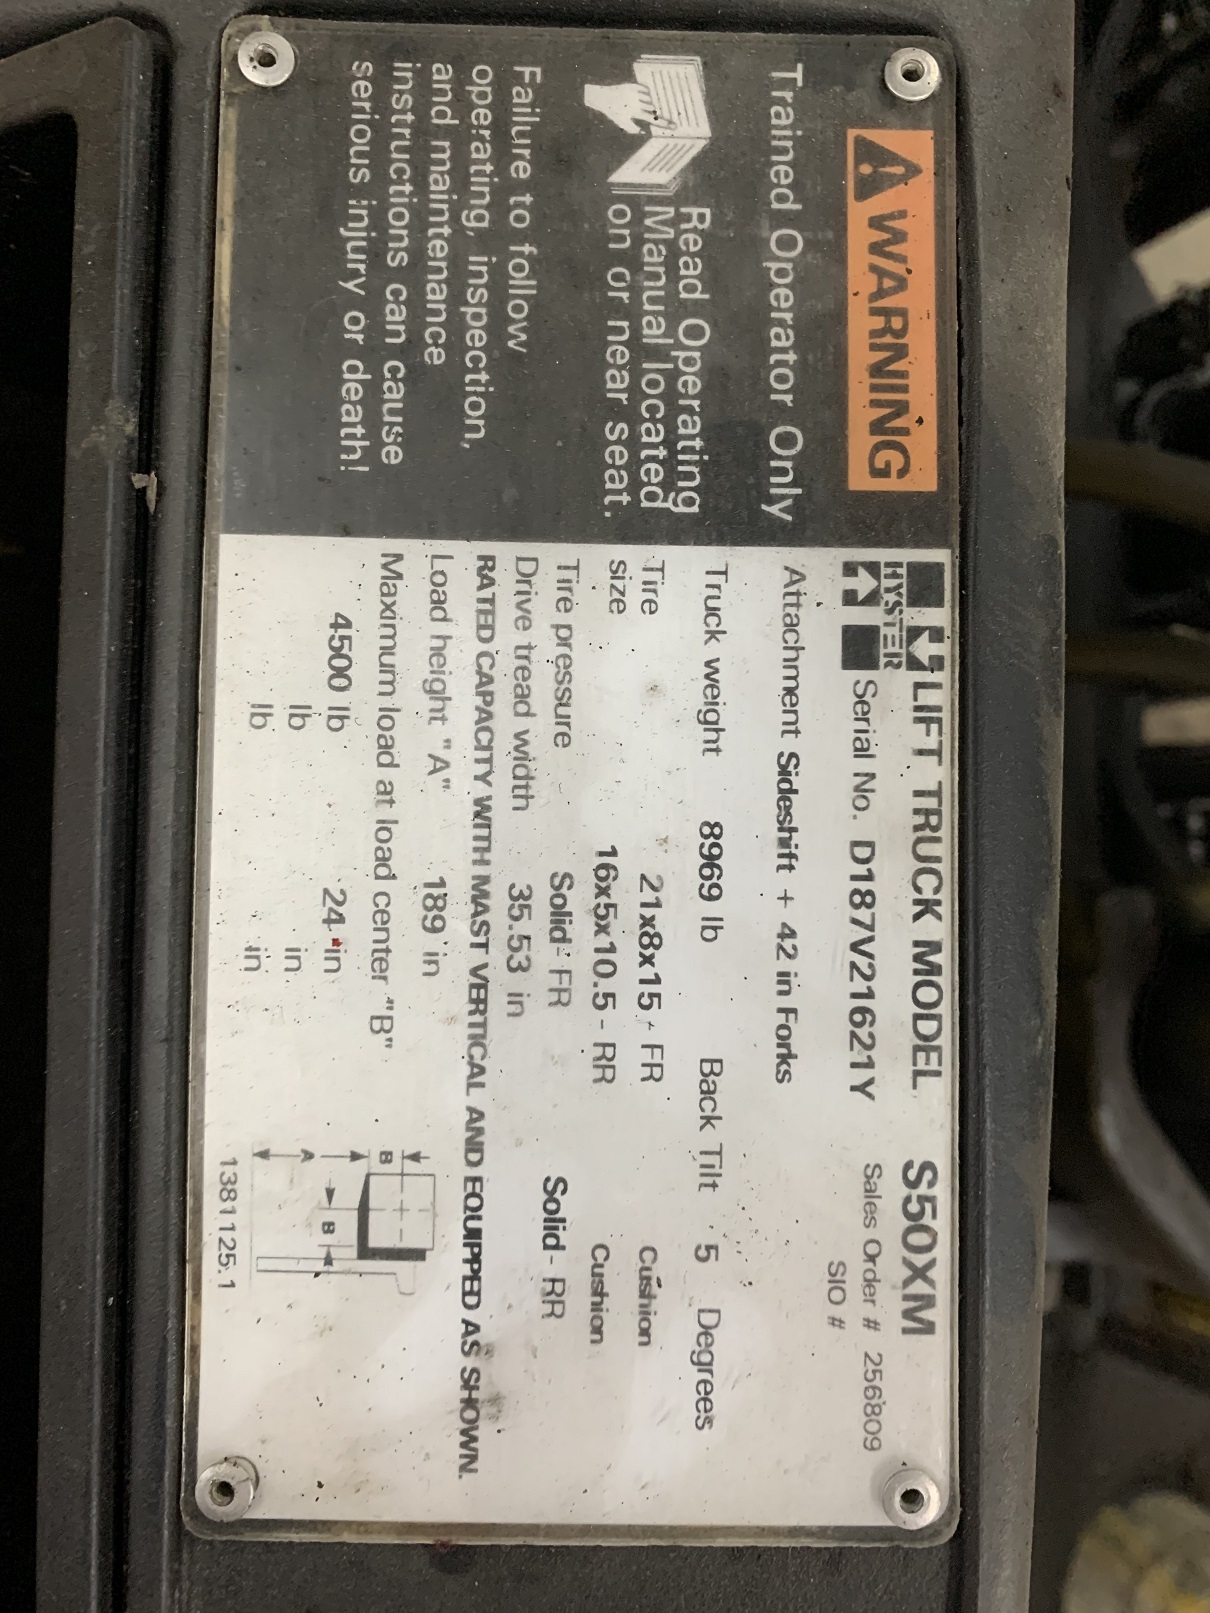 WARNING
Trained Operator Only
Read Operating
Manual located
on or near seat.
Failure to follow
operating, inspection,
and maintenance
instructions can cause
serious injury or death!
HYSTER
LIFT TRUCK MODEL S50XM
Serial No. D187V21621Y Sales Order # 256809
SIO #
Attachment Sideshift + 42 in Forks
Truck weight 8969 lb Back Tilt 5 Degrees
Tire 21x8x15 - FR Cushion
size 16x5x10.5 - RR Cushion
Tire pressure Solid - FR Solid - RR
Drive tread width 35.53 in
RATED CAPACITY WITH MAST VERTICAL AND EQUIPPED AS SHOWN.
Load height "A" 189 in
Maximum load at load center "B"
4500 lb 24 in
lb in
lb in
B
A
B
1381125.1